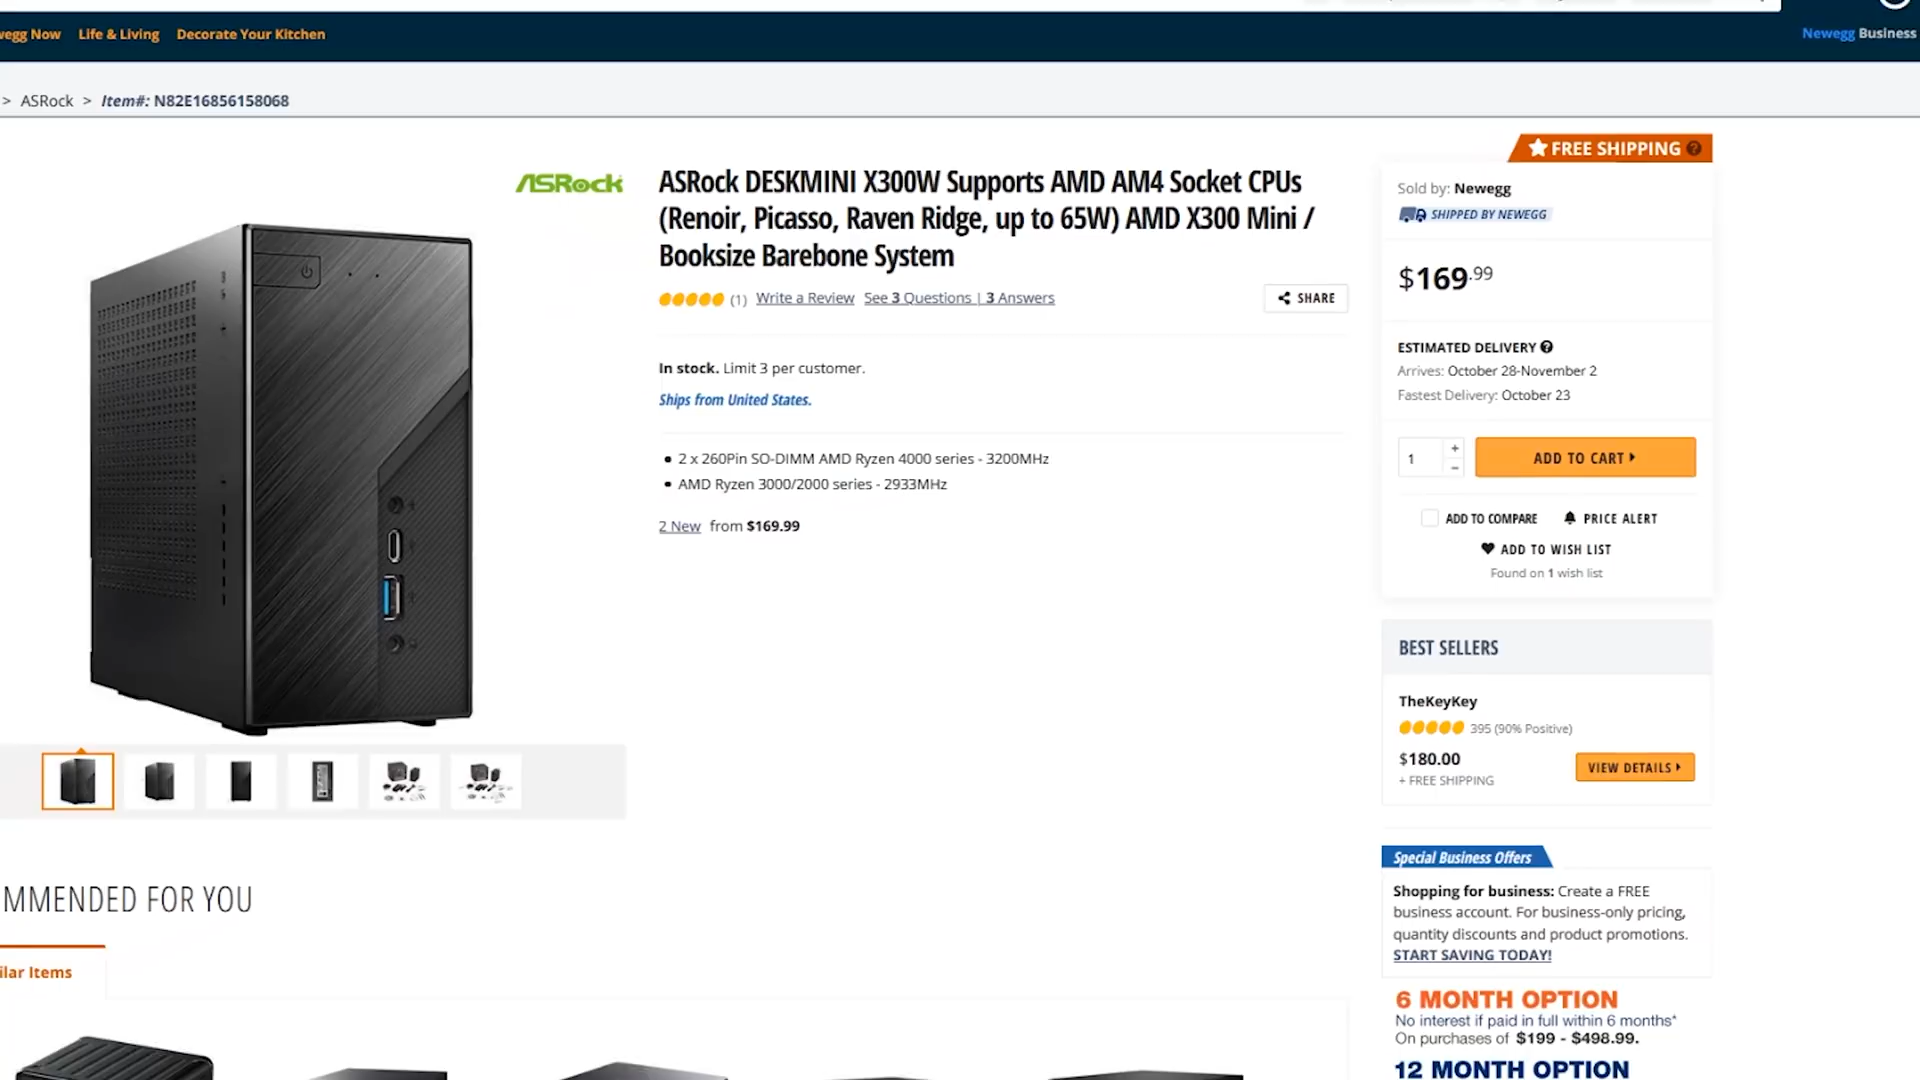 wegg Now Life & Living Decorate Your Kitchen
Newegg Business
> ASRock > Item#: N82E16856158068
ASRock
ASRock DESKMINI X300W Supports AMD AM4 Socket CPUs
(Renoir, Picasso, Raven Ridge, up to 65W) AMD X300 Mini /
Booksize Barebone System
(1) Write a Review See 3 Questions | 3 Answers
SHARE
In stock. Limit 3 per customer.
Ships from United States.
2 x 260Pin SO-DIMM AMD Ryzen 4000 series - 3200MHz
AMD Ryzen 3000/2000 series - 2933MHz
2 New from $169.99
FREE SHIPPING ?
Sold by: Newegg
SHIPPED BY NEWEGG
$169.99
ESTIMATED DELIVERY ?
Arrives: October 28-November 2
Fastest Delivery: October 23
1 + -
ADD TO CART
ADD TO COMPARE PRICE ALERT
ADD TO WISH LIST
Found on 1 wish list
BEST SELLERS
TheKeyKey
395 (90% Positive)
$180.00
+ FREE SHIPPING
VIEW DETAILS
Special Business Offers
Shopping for business: Create a FREE
business account. For business-only pricing,
quantity discounts and product promotions.
START SAVING TODAY!
6 MONTH OPTION
No interest if paid in full within 6 months*
On purchases of $199 - $498.99.
12 MONTH OPTION
MMENDED FOR YOU
ilar Items